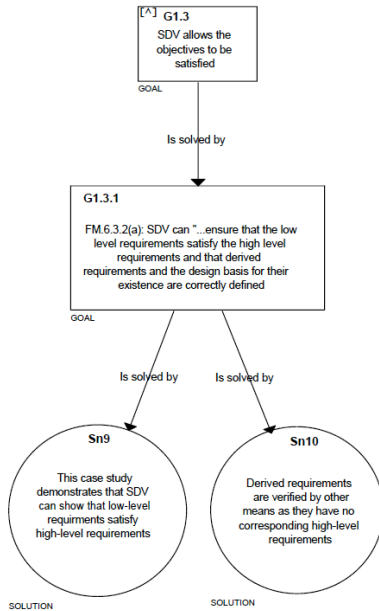 [^] G1.3
SDV allows the
objectives to be
satisfied
GOAL
Is solved by
G1.3.1
FM.6.3.2(a): SDV can "...ensure that the low
level requirements satisfy the high level
requirements and that derived
requirements and the design basis for their
existence are correctly defined
GOAL
Is solved by
Is solved by
Sn9
This case study
demonstrates that SDV
can show that low-level
requirments satisfy
high-level requirements
SOLUTION
Sn10
Derived requirements
are verified by other
means as they have no
corresponding high-level
requirements
SOLUTION